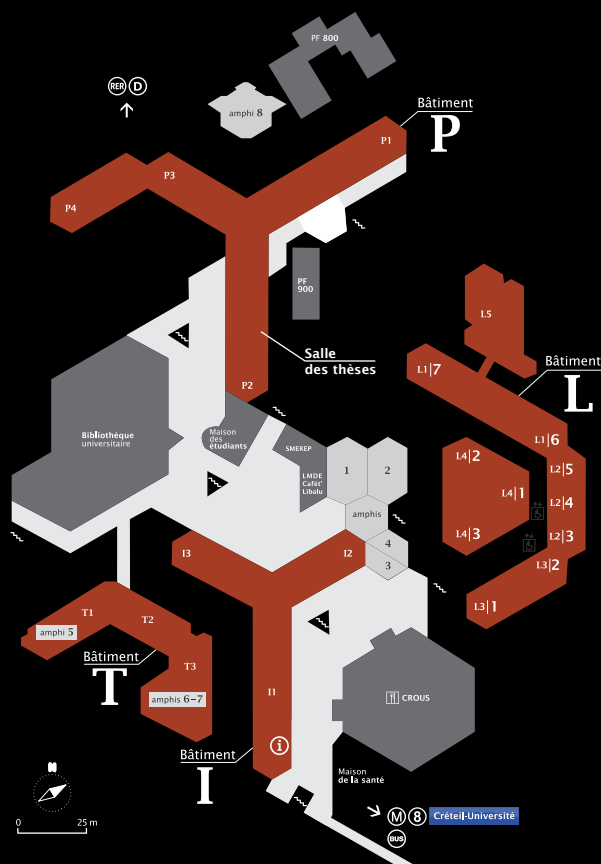 PF 800
RER D
amphi 8
Bâtiment
P
P1
P3
P4
PF
900
L5
Salle
des thèses
Bâtiment
L
L1|7
P2
Bibliothèque
universitaire
Maison
des
étudiants
SMEREP
LMDE
Cafét'
Libalu
1
2
amphis
4
3
L1|6
L4|2
L2|5
L4|1
L2|4
L4|3
L2|3
L3|2
L3|1
I3
I2
T1
T2
amphi 5
Bâtiment
T
T3
amphis 6–7
I1
CROUS
Bâtiment
I
i
Maison
de la santé
N
0 25 m
M 8 Créteil-Université
BUS